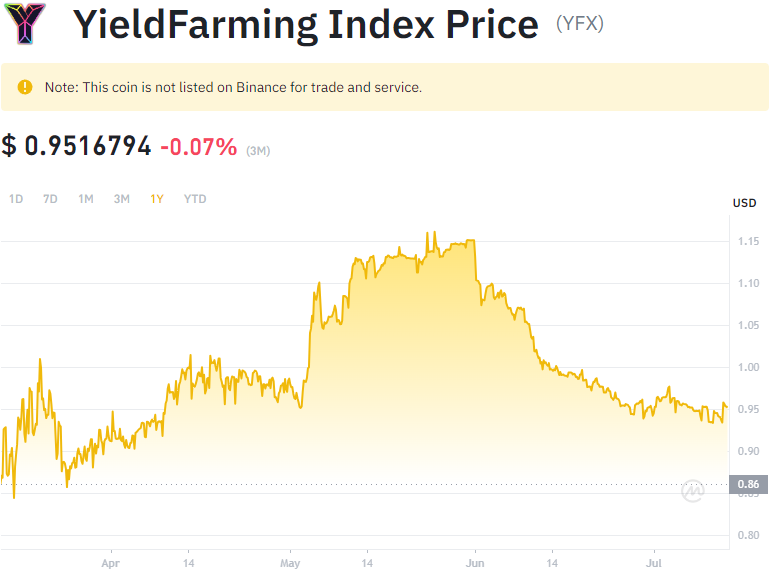 YieldFarming Index Price (YFX)
Note: This coin is not listed on Binance for trade and service.
$ 0.9516794 -0.07% (3M)
1D 7D 1M 3M 1Y YTD
USD
1.15
1.10
1.05
1.00
0.95
0.90
0.86
0.85
0.80
Apr 14 May 14 Jun 14 Jul